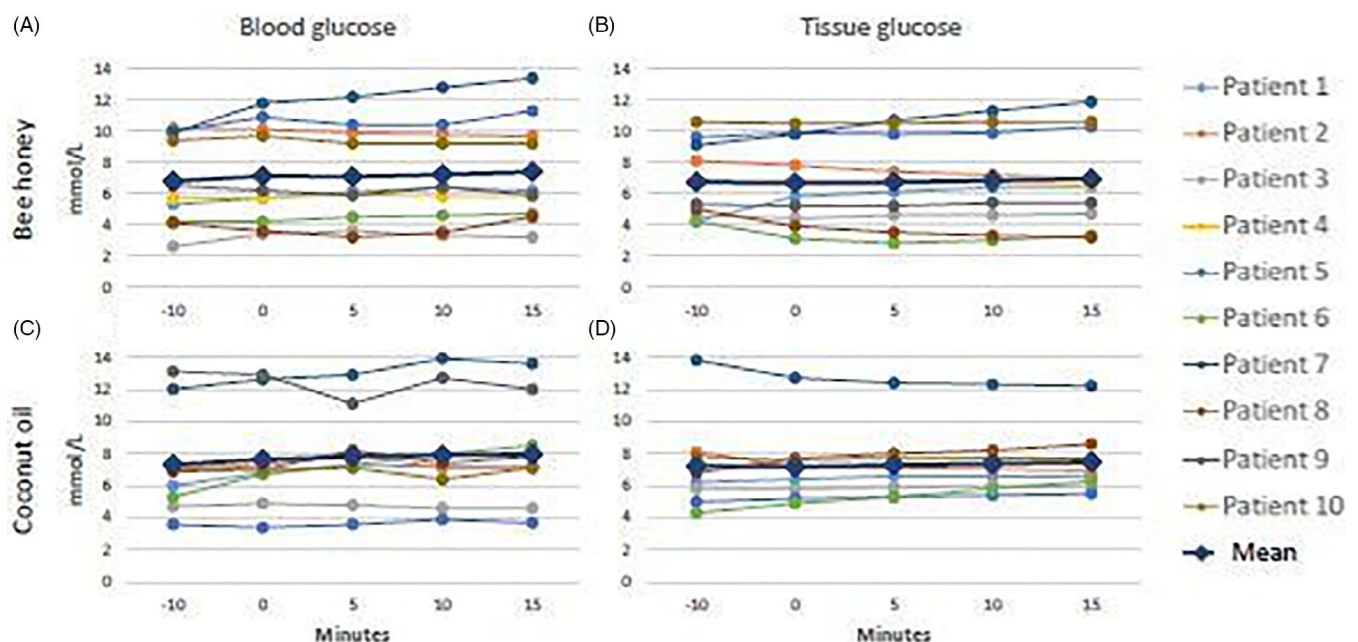 (A)
Blood glucose
(B)
Tissue glucose
Bee honey
mmol/L
14
12
10
8
6
4
2
0
-10 0 5 10 15
14
12
10
8
6
4
2
0
-10 0 5 10 15
(C)
(D)
Coconut oil
mmol/L
14
12
10
8
6
4
2
0
-10 0 5 10 15
Minutes
14
12
10
8
6
4
2
0
-10 0 5 10 15
Minutes
Patient 1
Patient 2
Patient 3
Patient 4
Patient 5
Patient 6
Patient 7
Patient 8
Patient 9
Patient 10
Mean